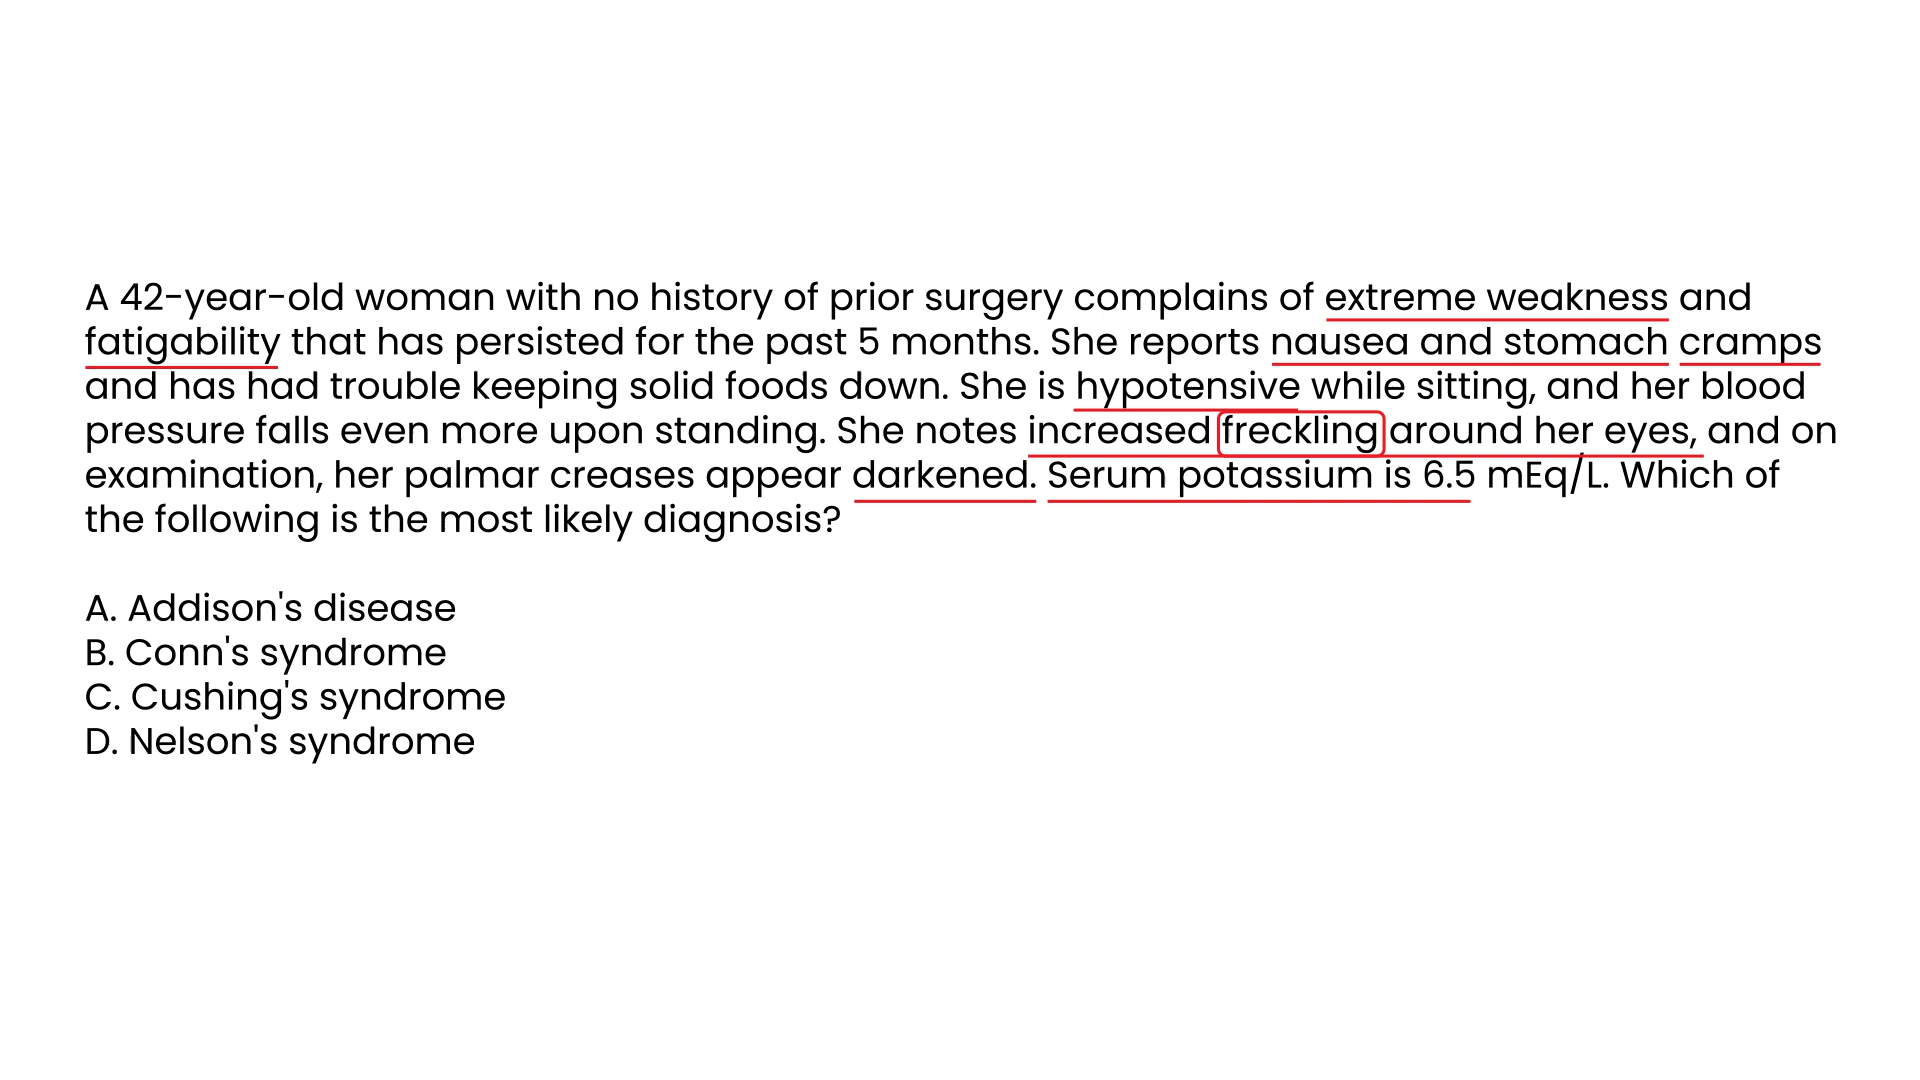 A 42-year-old woman with no history of prior surgery complains of extreme weakness and
fatigability that has persisted for the past 5 months. She reports nausea and stomach cramps
and has had trouble keeping solid foods down. She is hypotensive while sitting, and her blood
pressure falls even more upon standing. She notes increased freckling around her eyes, and on
examination, her palmar creases appear darkened. Serum potassium is 6.5 mEq/L. Which of
the following is the most likely diagnosis?
A. Addison's disease
B. Conn's syndrome
C. Cushing's syndrome
D. Nelson's syndrome